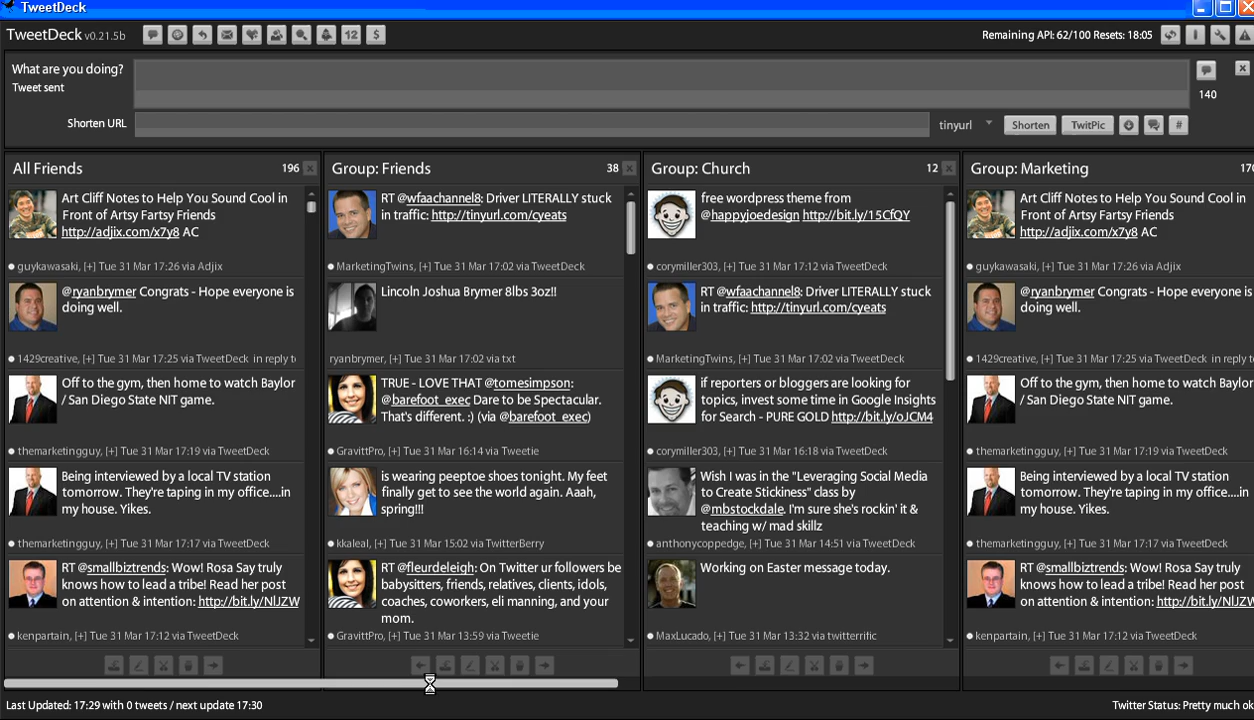 TweetDeck
TweetDeck v0.21.5b
12
$
Remaining API: 62/100 Resets: 18:05
What are you doing?
Tweet sent
140
Shorten URL
tinyurl
Shorten
TwitPic
#
All Friends
196
Art Cliff Notes to Help You Sound Cool in
Front of Artsy Fartsy Friends
http://adjix.com/x7y8 AC
guykawasaki, [+] Tue 31 Mar 17:26 via Adjix
@ryanbrymer Congrats - Hope everyone is
doing well.
1429creative, [+] Tue 31 Mar 17:25 via TweetDeck in reply t
Off to the gym, then home to watch Baylor
/ San Diego State NIT game.
themarketingguy, [+] Tue 31 Mar 17:19 via TweetDeck
Being interviewed by a local TV station
tomorrow. They're taping in my office....in
my house. Yikes.
themarketingguy, [+] Tue 31 Mar 17:17 via TweetDeck
RT @smallbiztrends: Wow! Rosa Say truly
knows how to lead a tribe! Read her post
on attention & intention: http://bit.ly/NlJZW
kenpartain, [+] Tue 31 Mar 17:12 via TweetDeck
Group: Friends
38
RT @wfaachannel8: Driver LITERALLY stuck
in traffic: http://tinyurl.com/cyeats
MarketingTwins, [+] Tue 31 Mar 17:02 via TweetDeck
Lincoln Joshua Brymer 8lbs 3oz!!
ryanbrymer, [+] Tue 31 Mar 17:02 via txt
TRUE - LOVE THAT @tomesimpson:
@barefoot_exec Dare to be Spectacular.
That's different. :) (via @barefoot_exec)
GravittPro, [+] Tue 31 Mar 16:14 via Tweetie
is wearing peeptoe shoes tonight. My feet
finally get to see the world again. Aaah,
spring!!!
kkaleal, [+] Tue 31 Mar 15:02 via TwitterBerry
RT @fleurdeleigh: On Twitter ur followers be
babysitters, friends, relatives, clients, idols,
coaches, coworkers, eli manning, and your
mom.
GravittPro, [+] Tue 31 Mar 13:59 via Tweetie
Group: Church
12
free wordpress theme from
@happyjoedesign http://bit.ly/15CfQY
corymiller303, [+] Tue 31 Mar 17:12 via TweetDeck
RT @wfaachannel8: Driver LITERALLY stuck
in traffic: http://tinyurl.com/cyeats
MarketingTwins, [+] Tue 31 Mar 17:02 via TweetDeck
if reporters or bloggers are looking for
topics, invest some time in Google Insights
for Search - PURE GOLD http://bit.ly/oJCM4
corymiller303, [+] Tue 31 Mar 16:18 via TweetDeck
Wish I was in the "Leveraging Social Media
to Create Stickiness" class by
@mbstockdale. I'm sure she's rockin' it &
teaching w/ mad skillz
anthonycoppedge, [+] Tue 31 Mar 14:51 via TweetDeck
Working on Easter message today.
MaxLucado, [+] Tue 31 Mar 13:32 via twitterrific
Group: Marketing
170
Art Cliff Notes to Help You Sound Cool in
Front of Artsy Fartsy Friends
http://adjix.com/x7y8 AC
guykawasaki, [+] Tue 31 Mar 17:26 via Adjix
@ryanbrymer Congrats - Hope everyone is
doing well.
1429creative, [+] Tue 31 Mar 17:25 via TweetDeck in reply t
Off to the gym, then home to watch Baylor
/ San Diego State NIT game.
themarketingguy, [+] Tue 31 Mar 17:19 via TweetDeck
Being interviewed by a local TV station
tomorrow. They're taping in my office....in
my house. Yikes.
themarketingguy, [+] Tue 31 Mar 17:17 via TweetDeck
RT @smallbiztrends: Wow! Rosa Say truly
knows how to lead a tribe! Read her post
on attention & intention: http://bit.ly/NlJZW
kenpartain, [+] Tue 31 Mar 17:12 via TweetDeck
Last Updated: 17:29 with 0 tweets / next update 17:30
Twitter Status: Pretty much ok